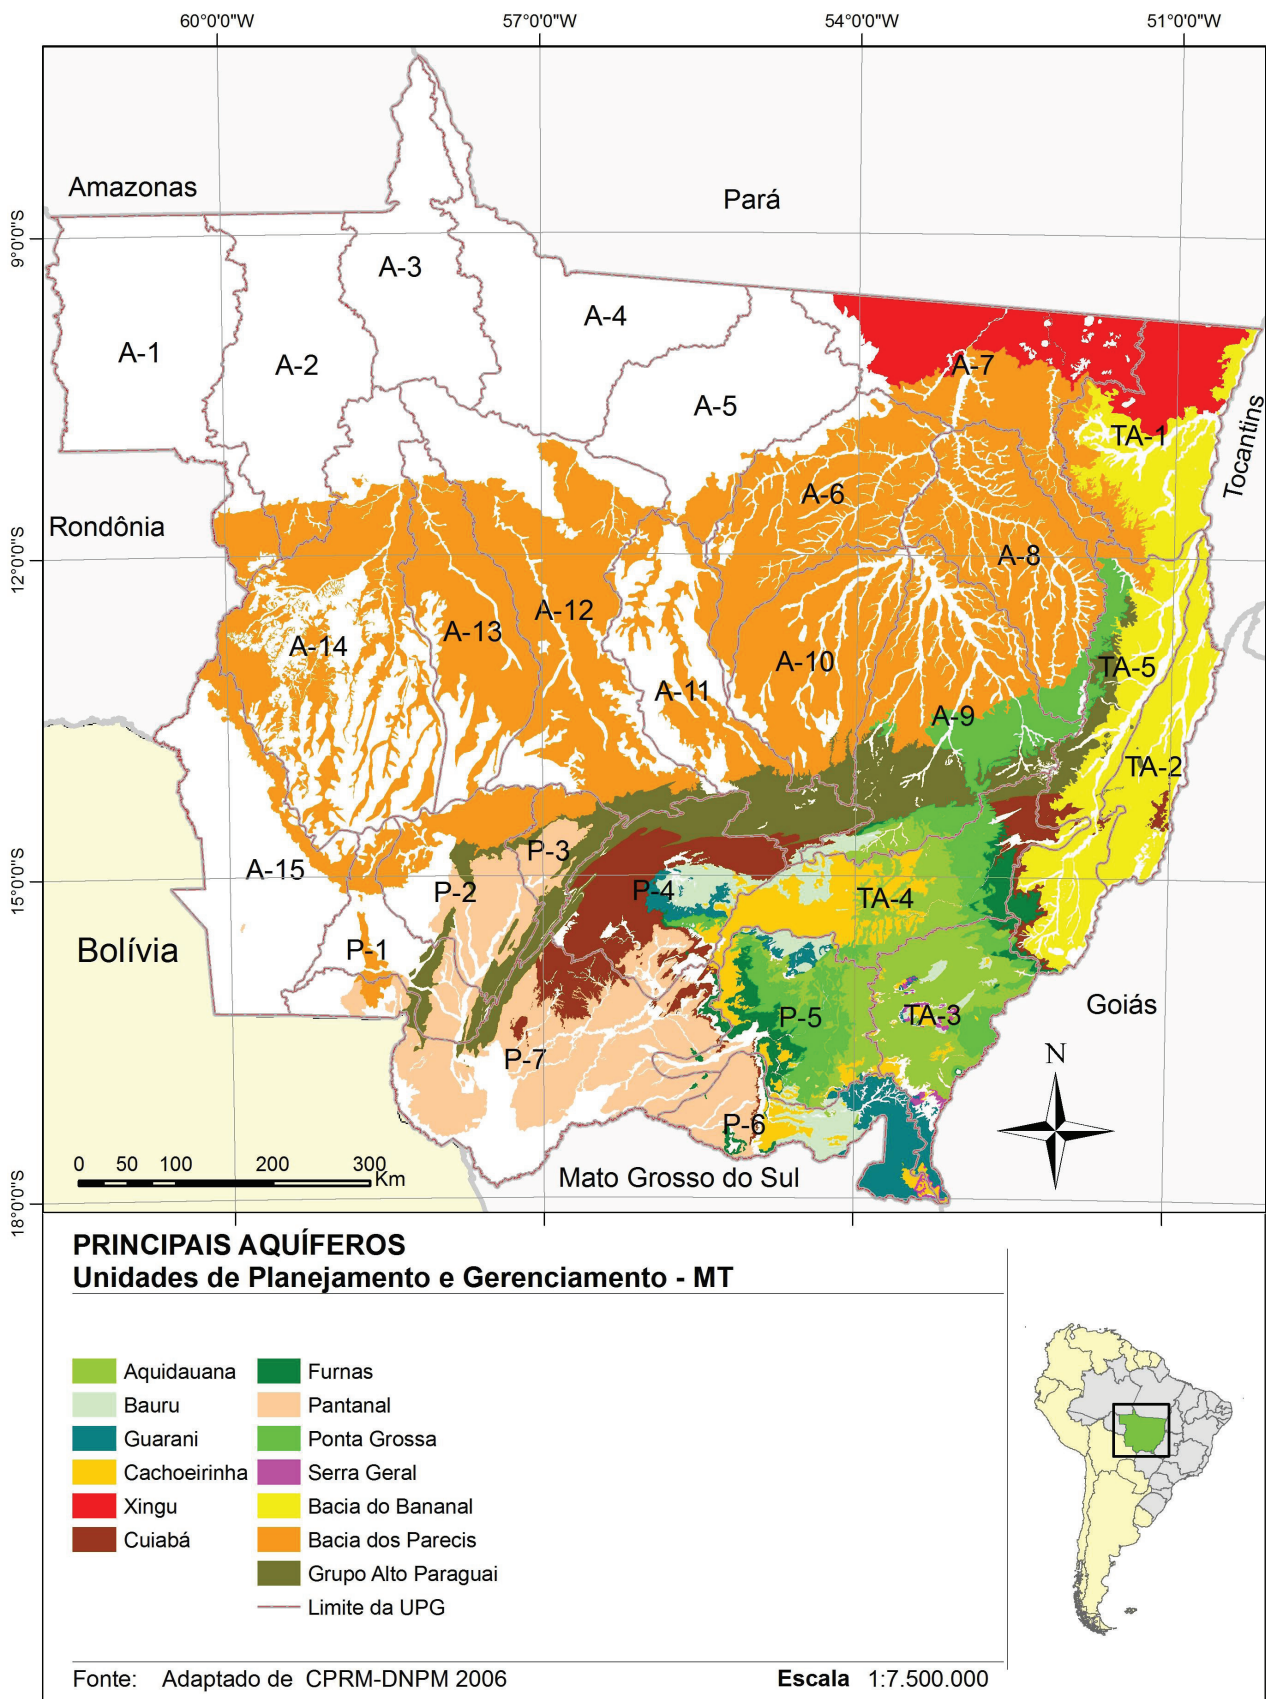 60°0'0"W 57°0'0"W 54°0'0"W 51°0'0"W
9°0'0"S
12°0'0"S
15°0'0"S
18°0'0"S
Amazonas
Pará
A-3
A-4
A-1
A-2
A-7
A-5
TA-1
Tocantins
A-6
Rondônia
A-8
A-12
A-13
A-14
A-10
TA-5
A-11
A-9
TA-2
P-3
A-15
P-2
P-4
TA-4
Bolívia
P-1
Goiás
P-5
TA-3
N
P-7
P-6
0 50 100 200 300
Km
Mato Grosso do Sul
PRINCIPAIS AQUÍFEROS
Unidades de Planejamento e Gerenciamento - MT
Aquidauana
Bauru
Guarani
Cachoeirinha
Xingu
Cuiabá
Furnas
Pantanal
Ponta Grossa
Serra Geral
Bacia do Bananal
Bacia dos Parecis
Grupo Alto Paraguai
Limite da UPG
Fonte: Adaptado de CPRM-DNPM 2006
Escala 1:7.500.000